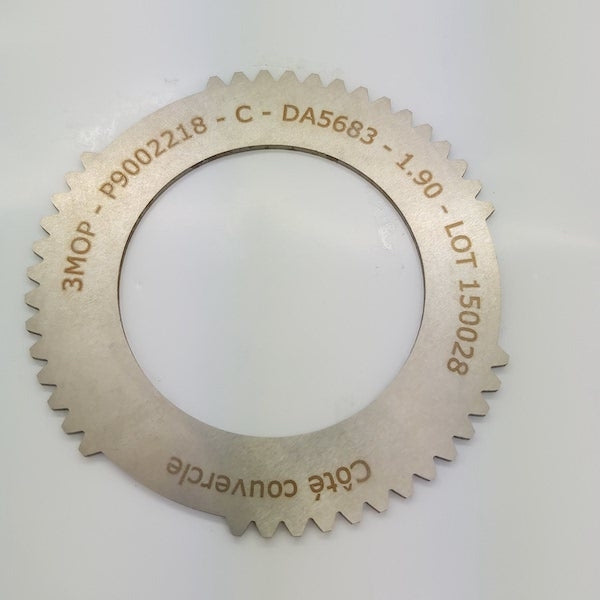 3MOP - P9002218 - C - DA5683 - 1.90 - LOT 150028
Côté couvercle